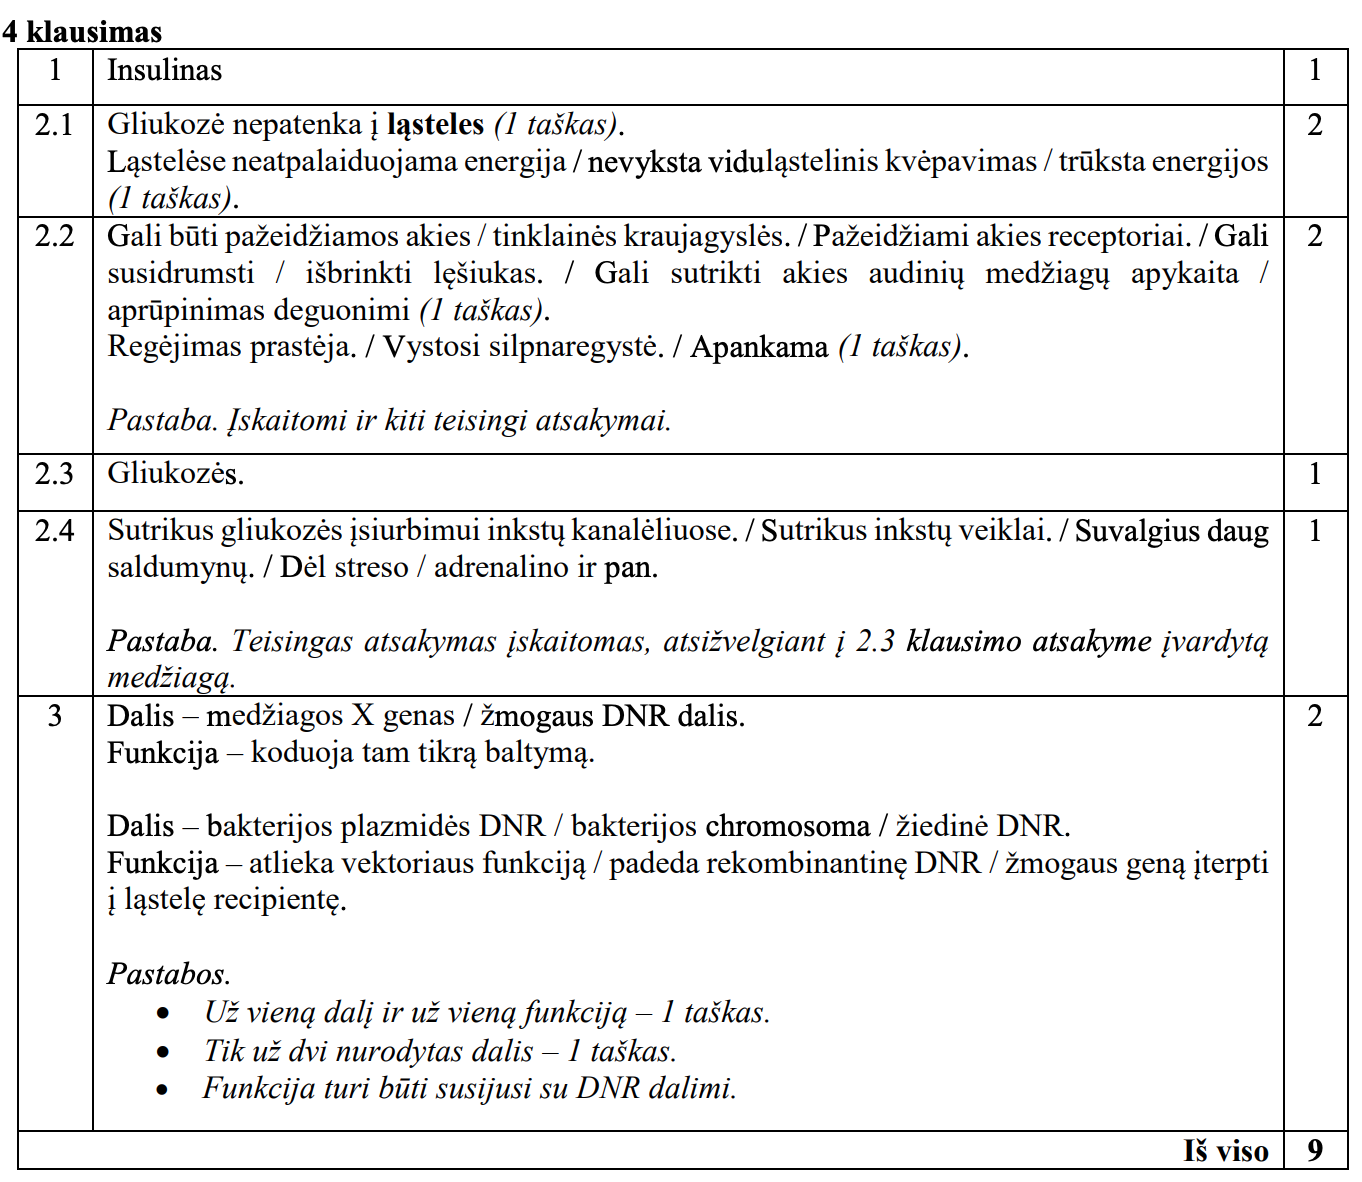 4 klausimas
1 Insulinas 1
2.1 Gliukozė nepatenka į ląsteles (1 taškas). 2
Ląstelėse neatpalaiduojama energija / nevyksta viduląstelinis kvėpavimas / trūksta energijos
(1 taškas).
2.2 Gali būti pažeidžiamos akies / tinklainės kraujagyslės. / Pažeidžiami akies receptoriai. / Gali 2
susidrumsti / išbrinkti lęšiukas. / Gali sutrikti akies audinių medžiagų apykaita /
aprūpinimas deguonimi (1 taškas).
Regėjimas prastėja. / Vystosi silpnaregystė. / Apankama (1 taškas).
Pastaba. Įskaitomi ir kiti teisingi atsakymai.
2.3 Gliukozės. 1
2.4 Sutrikus gliukozės įsiurbimui inkstų kanalėliuose. / Sutrikus inkstų veiklai. / Suvalgius daug 1
saldumynų. / Dėl streso / adrenalino ir pan.
Pastaba. Teisingas atsakymas įskaitomas, atsižvelgiant į 2.3 klausimo atsakyme įvardytą
medžiagą.
3 Dalis – medžiagos X genas / žmogaus DNR dalis. 2
Funkcija – koduoja tam tikrą baltymą.
Dalis – bakterijos plazmidės DNR / bakterijos chromosoma / žiedinė DNR.
Funkcija – atlieka vektoriaus funkciją / padeda rekombinantinę DNR / žmogaus geną įterpti
į ląstelę recipientę.
Pastabos.
• Už vieną dalį ir už vieną funkciją – 1 taškas.
• Tik už dvi nurodytas dalis – 1 taškas.
• Funkcija turi būti susijusi su DNR dalimi.
Iš viso 9